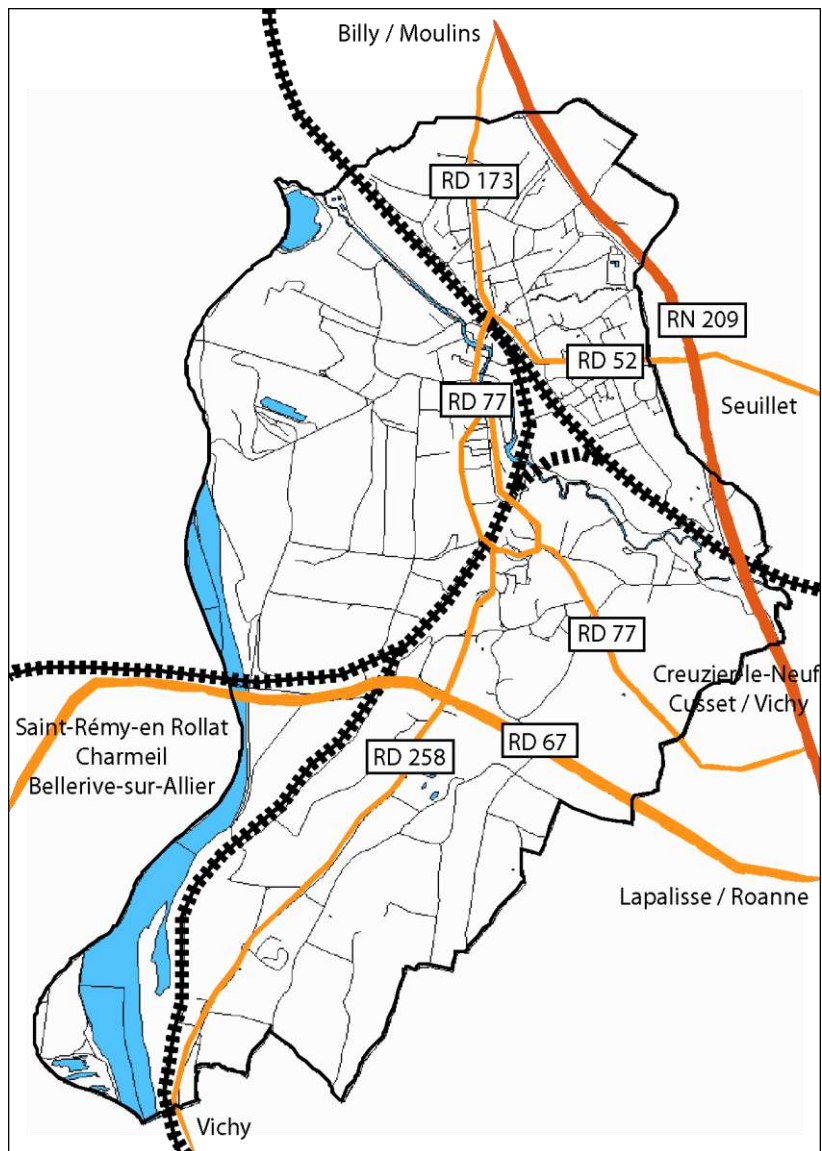 Billy / Moulins
RD 173
RN 209
RD 52
RD 77
Seuillet
RD 77
Creuzier-le-Neuf
Cusset / Vichy
Saint-Rémy-en Rollat
Charmeil
Bellerive-sur-Allier
RD 67
RD 258
Lapalisse / Roanne
Vichy